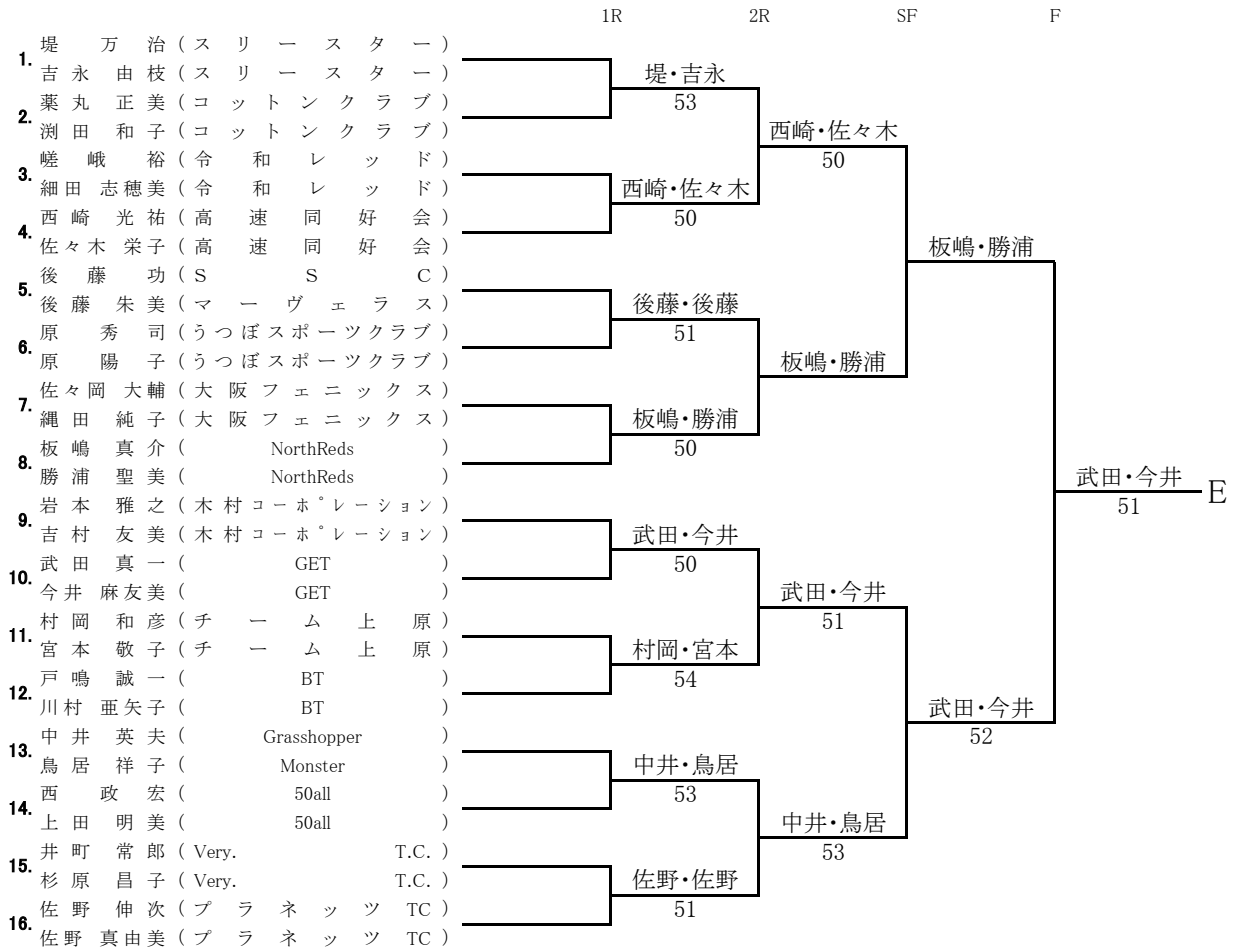 1R 2R SF F
1. 堤 万治 (スリースター)
吉永 由枝 (スリースター)
2. 薬丸 正美 (コットンクラブ)
渕田 和子 (コットンクラブ)
3. 嵯峨 裕 (令和レッド)
細田 志穂美 (令和レッド)
4. 西崎 光祐 (高速同好会)
佐々木 栄子 (高速同好会)
5. 後藤 功 (SSC)
後藤 朱美 (マーヴェラス)
6. 原 秀司 (うつぼスポーツクラブ)
原 陽子 (うつぼスポーツクラブ)
7. 佐々岡 大輔 (大阪フェニックス)
縄田 純子 (大阪フェニックス)
8. 板嶋 真介 (NorthReds)
勝浦 聖美 (NorthReds)
9. 岩本 雅之 (木村コーポレーション)
吉村 友美 (木村コーポレーション)
10. 武田 真一 (GET)
今井 麻友美 (GET)
11. 村岡 和彦 (チーム上原)
宮本 敬子 (チーム上原)
12. 戸鳴 誠一 (BT)
川村 亜矢子 (BT)
13. 中井 英夫 (Grasshopper)
鳥居 祥子 (Monster)
14. 西 政宏 (50all)
上田 明美 (50all)
15. 井町 常郎 (Very. T.C.)
杉原 昌子 (Very. T.C.)
16. 佐野 伸次 (プラネッツTC)
佐野 真由美 (プラネッツTC)
堤・吉永
53
西崎・佐々木
50
後藤・後藤
51
板嶋・勝浦
50
武田・今井
50
村岡・宮本
54
中井・鳥居
53
佐野・佐野
51
西崎・佐々木
50
板嶋・勝浦
武田・今井
51
中井・鳥居
53
板嶋・勝浦
武田・今井
52
武田・今井
51
E